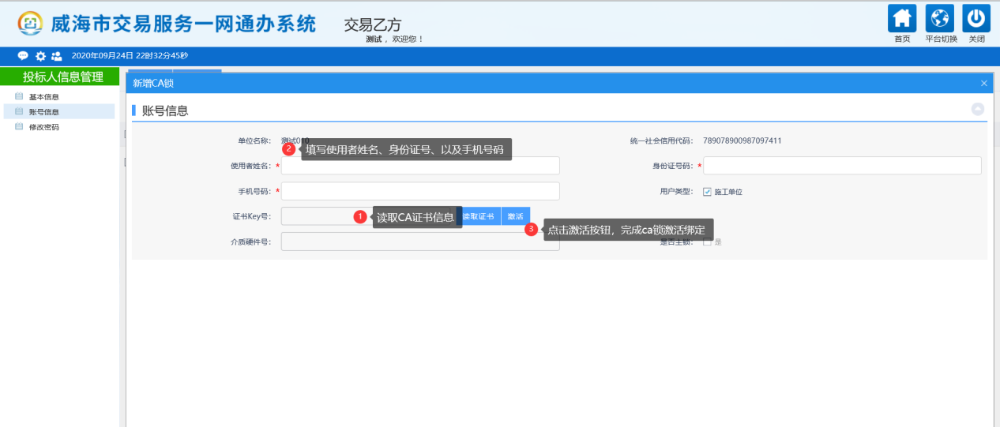 威海市交易服务一网通办系统
交易乙方
测试，欢迎您！
首页 平台切换 关闭
2020年09月24日 22时32分45秒
投标人信息管理
基本信息
账号信息
修改密码
新增CA锁
账号信息
单位名称： 测试010 统一社会信用代码： 789078900987097411
2 填写使用者姓名、身份证号、以及手机号码
使用者姓名：* 身份证号码：*
手机号码：* 用户类型： 施工单位
证书Key号： 1 读取CA证书信息 读取证书 激活
3 点击激活按钮，完成ca锁激活绑定
介质硬件号： 是否主锁： 是